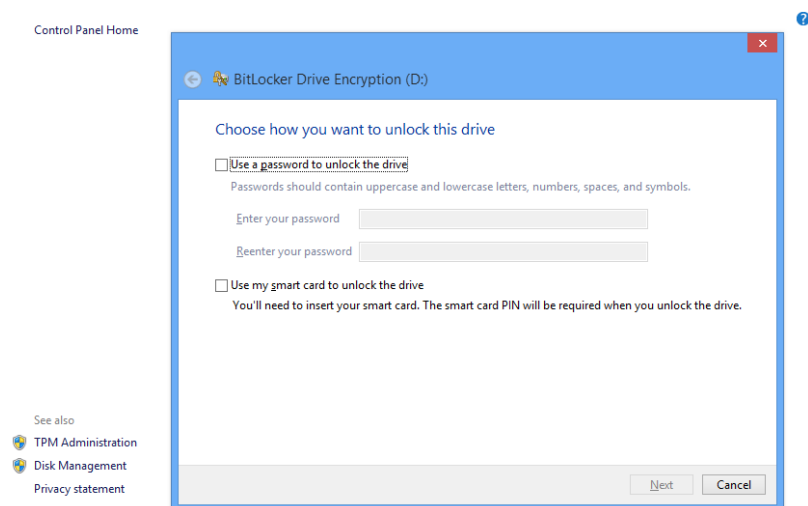 Control Panel Home
BitLocker Drive Encryption (D:)
Choose how you want to unlock this drive
Use a password to unlock the drive
Passwords should contain uppercase and lowercase letters, numbers, spaces, and symbols.
Enter your password
Reenter your password
Use my smart card to unlock the drive
You'll need to insert your smart card. The smart card PIN will be required when you unlock the drive.
See also
TPM Administration
Disk Management
Privacy statement
Next
Cancel